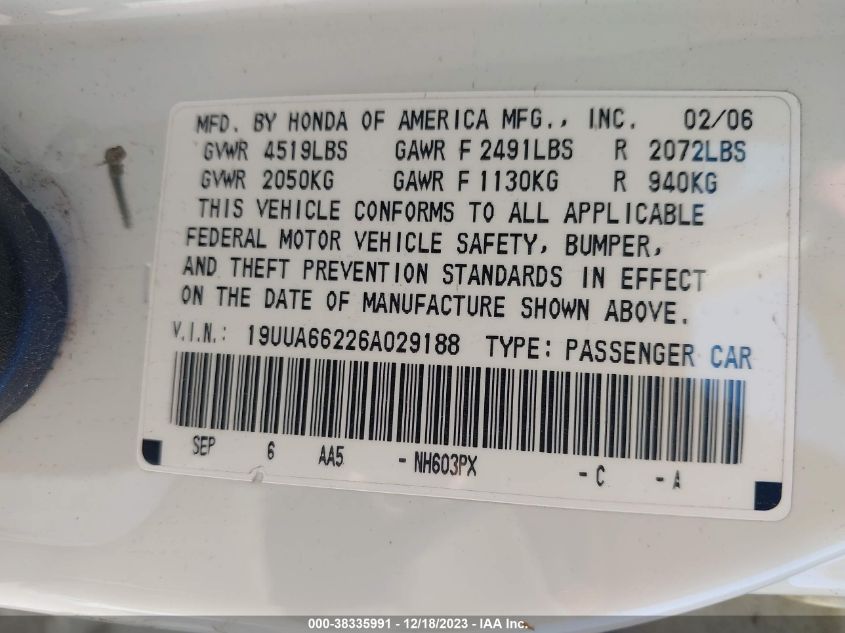 MFD. BY HONDA OF AMERICA MFG., INC. 02/06
GVWR 4519LBS GAWR F 2491LBS R 2072LBS
GVWR 2050KG GAWR F 1130KG R 940KG
THIS VEHICLE CONFORMS TO ALL APPLICABLE
FEDERAL MOTOR VEHICLE SAFETY, BUMPER,
AND THEFT PREVENTION STANDARDS IN EFFECT
ON THE DATE OF MANUFACTURE SHOWN ABOVE.
V.I.N.: 19UUA66226A029188 TYPE: PASSENGER CAR
SEP 6 AA5 - NH603PX - C - A
000-38335991 - 12/18/2023 - IAA Inc.